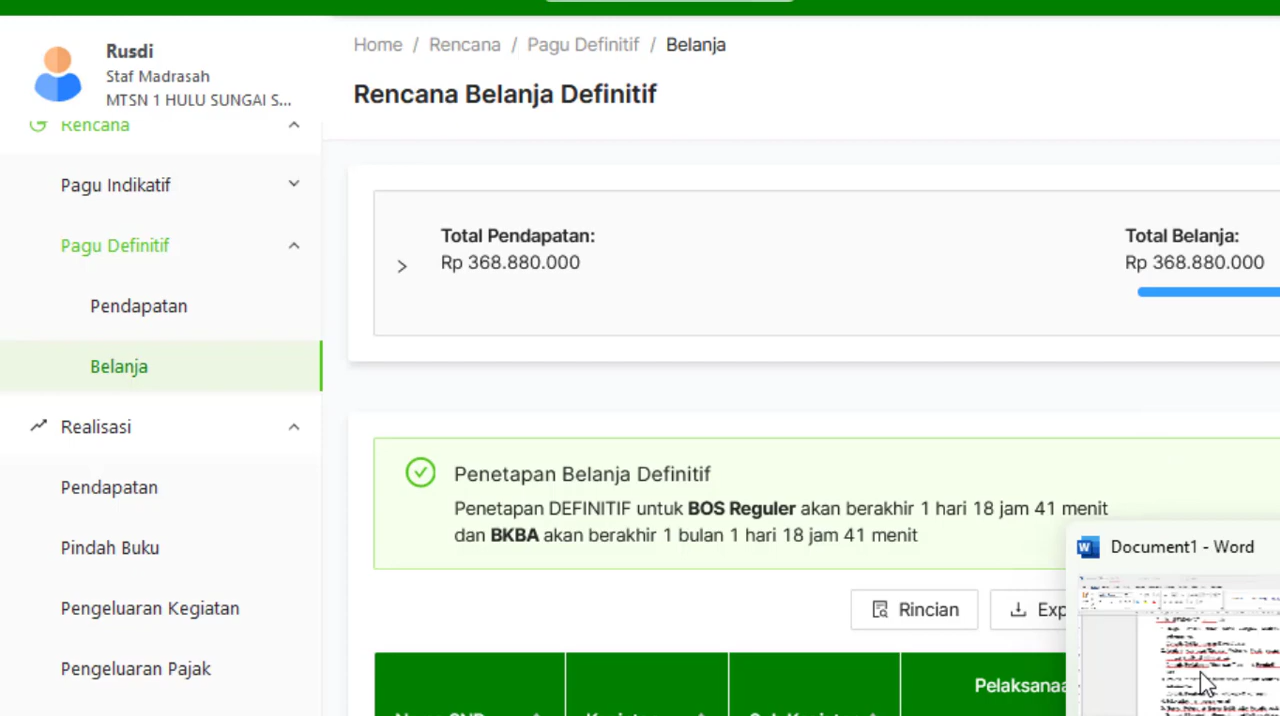 Rusdi
Staf Madrasah
MTSN 1 HULU SUNGAI S...
Rencana
Pagu Indikatif
Pagu Definitif
Pendapatan
Belanja
Realisasi
Pendapatan
Pindah Buku
Pengeluaran Kegiatan
Pengeluaran Pajak
Home / Rencana / Pagu Definitif / Belanja
Rencana Belanja Definitif
Total Pendapatan:
Rp 368.880.000
Total Belanja:
Rp 368.880.000
Penetapan Belanja Definitif
Penetapan DEFINITIF untuk BOS Reguler akan berakhir 1 hari 18 jam 41 menit
dan BKBA akan berakhir 1 bulan 1 hari 18 jam 41 menit
Document1 - Word
Rincian
Exp
Pelaksanaa